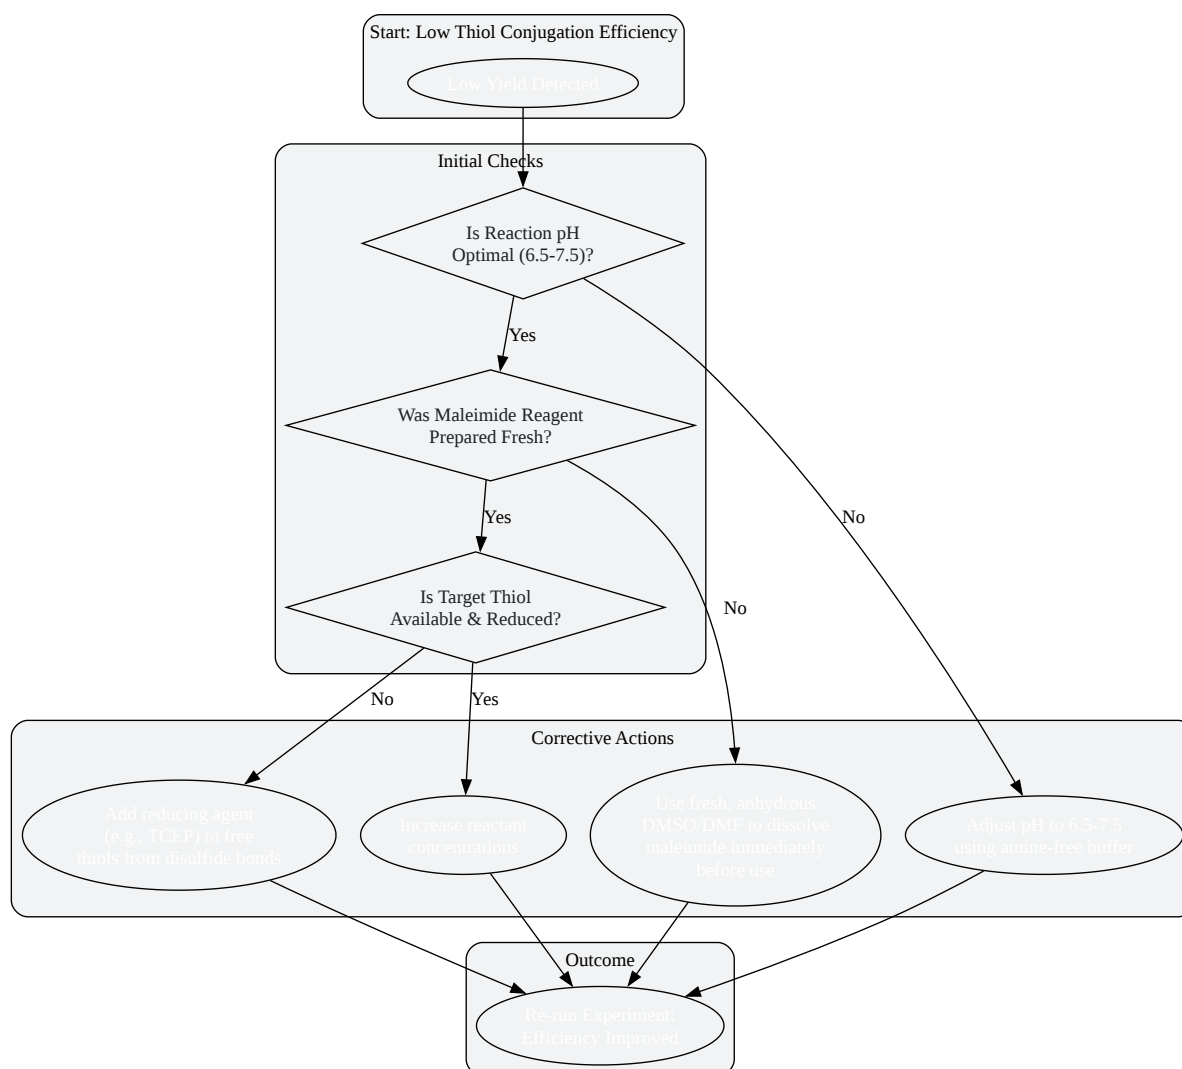 Start: Low Thiol Conjugation Efficiency
Low Yield Detected
Initial Checks
Is Reaction pH
Optimal (6.5-7.5)?
Yes
Was Maleimide Reagent
Prepared Fresh?
Yes
No
Is Target Thiol
Available & Reduced?
No
No
Yes
Corrective Actions
Add reducing agent
(e.g., TCEP) to free
thiols from disulfide bonds
Increase reactant
concentrations
Use fresh, anhydrous
DMSO/DMF to dissolve
maleimide immediately
before use
Adjust pH to 6.5-7.5
using amine-free buffer
Outcome
Re-run Experiment:
Efficiency Improved